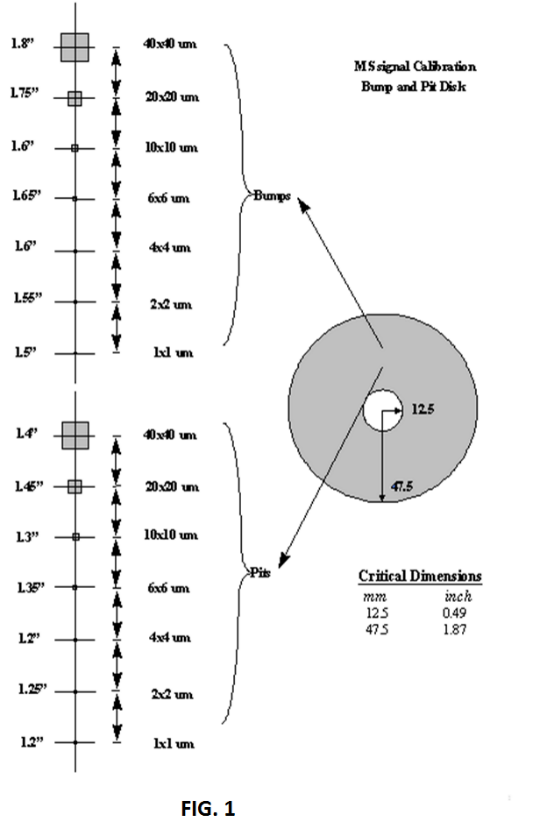 MS signal Calibration
Bump and Pit Disk
1.8” 40x40 um
1.75” 20x20 um
1.6” 10x10 um
1.65” 6x6 um
Bumps
1.6” 4x4 um
1.55” 2x2 um
1.5” 1x1 um
12.5
47.5
1.4” 40x40 um
1.45” 20x20 um
1.3” 10x10 um
Pits
1.35” 6x6 um
1.2” 4x4 um
1.25” 2x2 um
1.2” 1x1 um
Critical Dimensions
mm inch
12.5 0.49
47.5 1.87
FIG. 1